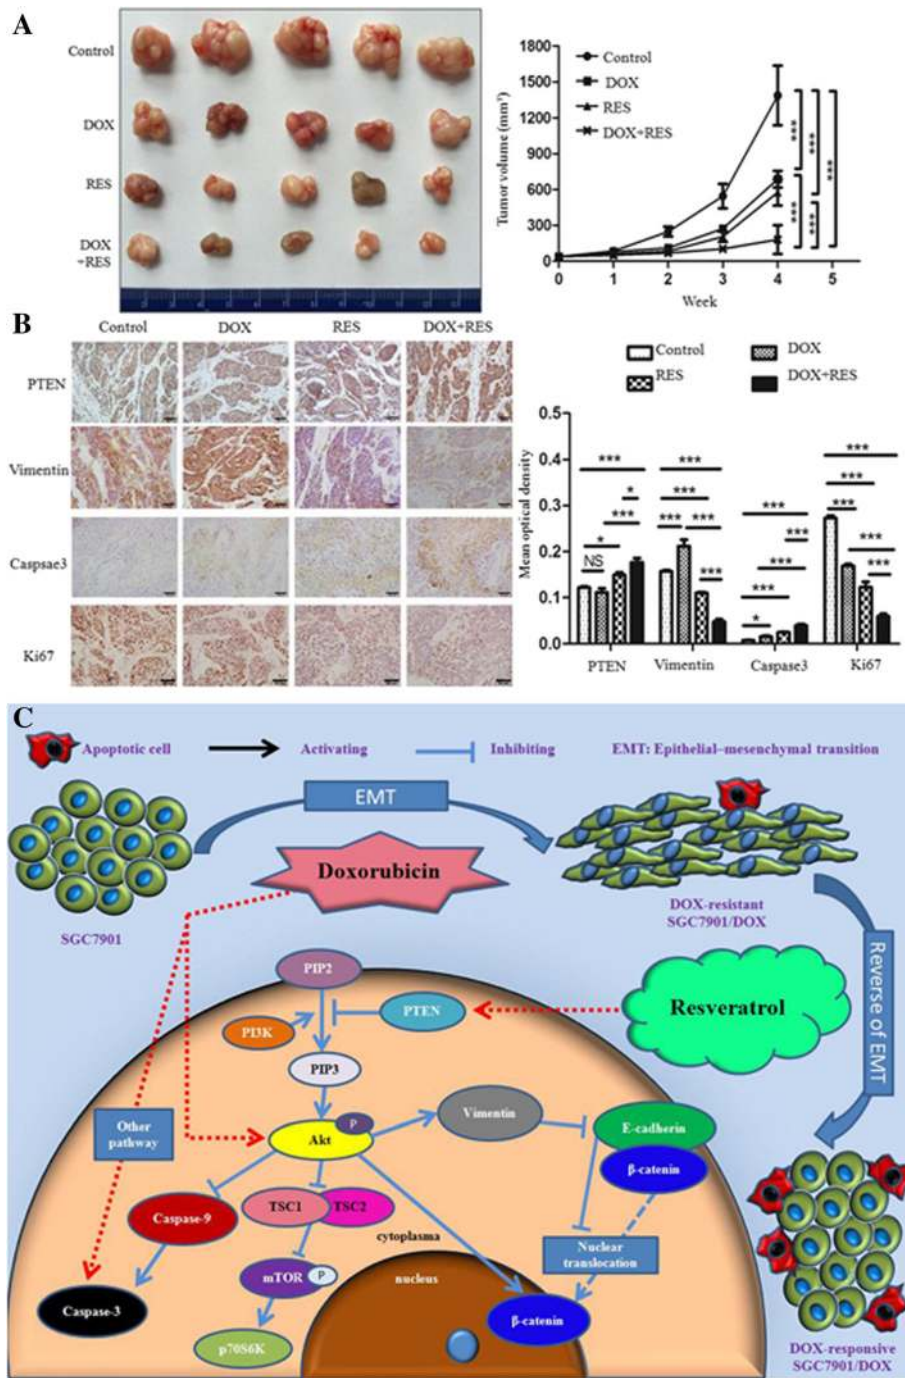 A
Control
DOX
RES
DOX
+RES
Tumor volume (mm³)
1800
1500
1200
900
600
300
0
0 1 2 3 4 5
Week
Control
DOX
RES
DOX+RES
***
***
***
***
***
B
Control DOX RES DOX+RES
PTEN
Vimentin
Caspsae3
Ki67
Control DOX
RES DOX+RES
Mean optical density
0.5
0.4
0.3
0.2
0.1
0.0
***
*
***
*
NS
***
***
*** ***
***
***
***
***
***
*
***
***
***
***
***
PTEN Vimentin Caspase3 Ki67
C
Apoptotic cell Activating Inhibiting EMT: Epithelial–mesenchymal transition
EMT
Doxorubicin
SGC7901
DOX-resistant
SGC7901/DOX
Reverse of EMT
PIP2
PTEN
Resveratrol
PI3K
PIP3
Other
pathway
P
Akt
Vimentin
E-cadherin
β-catenin
Caspase-9
TSC1 TSC2
cytoplasma
Nuclear
translocation
mTOR P
nucleus
Caspase-3
β-catenin
p70S6K
DOX-responsive
SGC7901/DOX